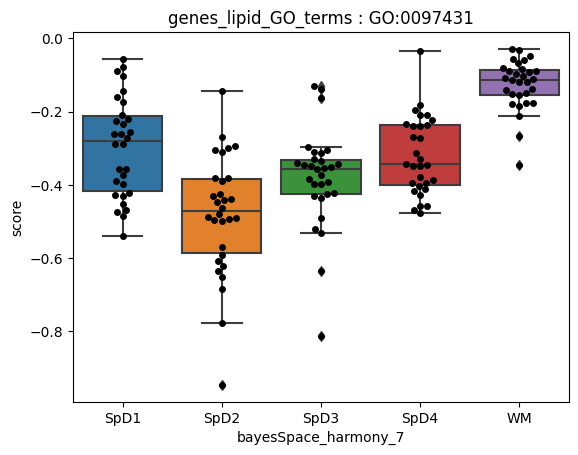 genes_lipid_GO_terms : GO:0097431
score
0.0
−0.2
−0.4
−0.6
−0.8
SpD1 SpD2 SpD3 SpD4 WM
bayesSpace_harmony_7